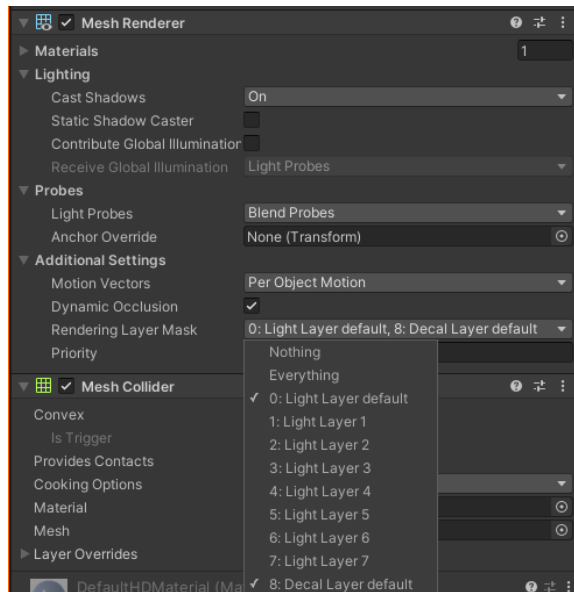 Mesh Renderer
Materials 1
Lighting
Cast Shadows On
Static Shadow Caster
Contribute Global Illumination
Receive Global Illumination Light Probes
Probes
Light Probes Blend Probes
Anchor Override None (Transform)
Additional Settings
Motion Vectors Per Object Motion
Dynamic Occlusion
Rendering Layer Mask 0: Light Layer default, 8: Decal Layer default
Priority
Nothing
Everything
Mesh Collider
0: Light Layer default
Convex
1: Light Layer 1
Is Trigger
2: Light Layer 2
Provides Contacts
3: Light Layer 3
Cooking Options
4: Light Layer 4
Material
5: Light Layer 5
Mesh
6: Light Layer 6
Layer Overrides
7: Light Layer 7
DefaultHDMaterial (Ma
8: Decal Layer default